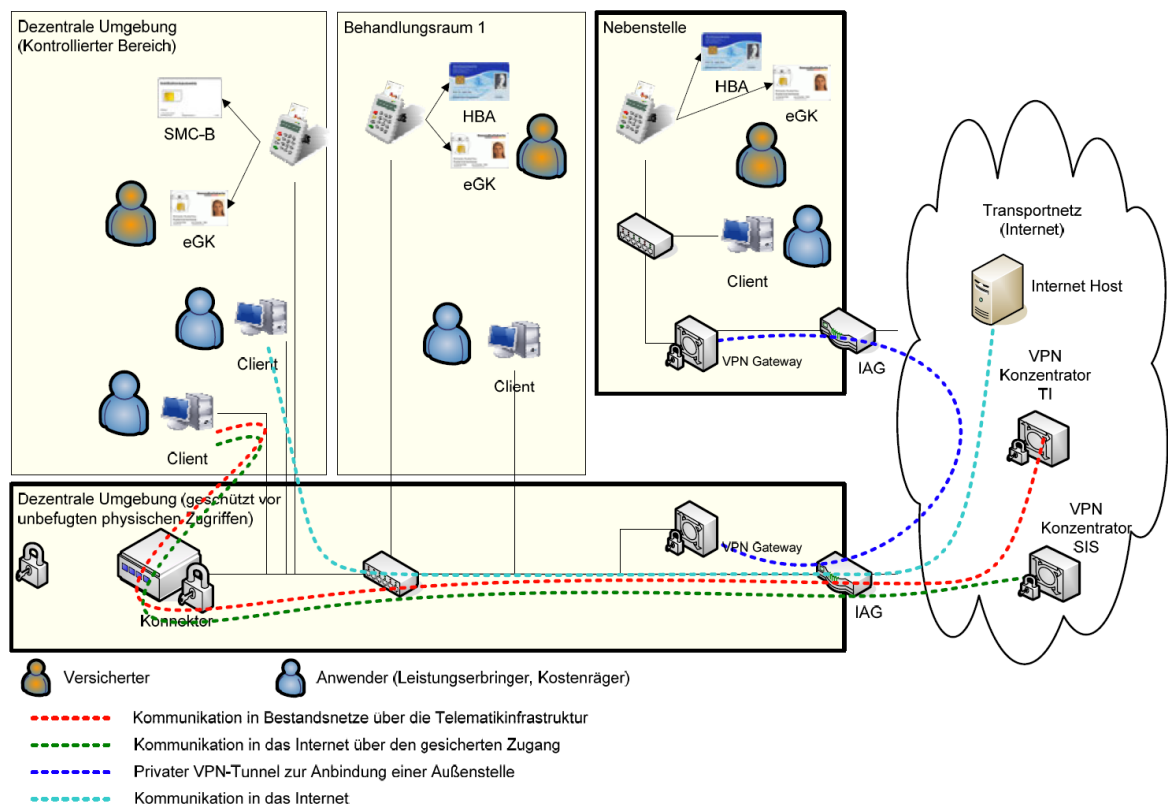 Dezentrale Umgebung
(Kontrollierter Bereich)
SMC-B
eGK
Client
Client
Behandlungsraum 1
HBA
eGK
Client
Nebenstelle
HBA
eGK
Client
VPN Gateway
IAG
Transportnetz
(Internet)
Internet Host
VPN
Konzentrator
TI
VPN
Konzentrator
SIS
Dezentrale Umgebung (geschützt vor
unbefugten physischen Zugriffen)
Konnektor
VPN Gateway
IAG
Versicherter
Anwender (Leistungserbringer, Kostenräger)
Kommunikation in Bestandsnetze über die Telematikinfrastruktur
Kommunikation in das Internet über den gesicherten Zugang
Privater VPN-Tunnel zur Anbindung einer Außenstelle
Kommunikation in das Internet